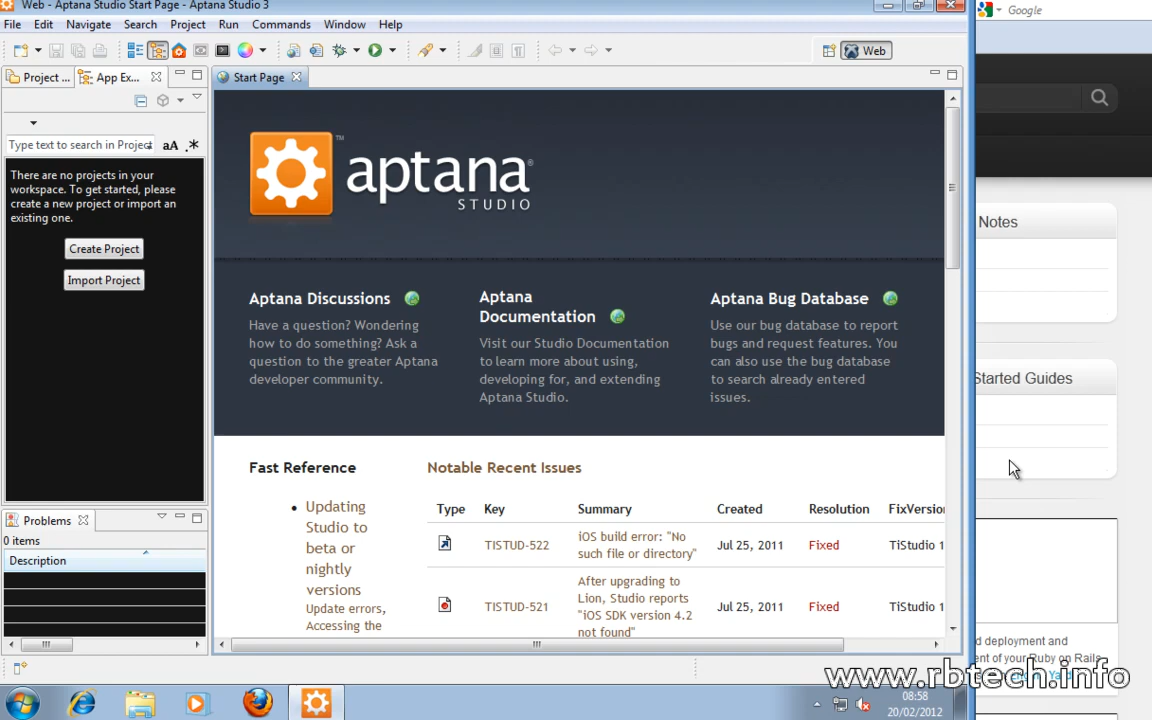 Web - Aptana Studio Start Page - Aptana Studio 3
Google
File Edit Navigate Search Project Run Commands Window Help
Web
Project ...
App Ex...
Start Page
Type text to search in Project
aA .*
There are no projects in your
workspace. To get started, please
create a new project or import an
existing one.
Create Project
Import Project
aptana
STUDIO
TM
Notes
Started Guides
Aptana Discussions
Have a question? Wondering
how to do something? Ask a
question to the greater Aptana
developer community.
Aptana
Documentation
Visit our Studio Documentation
to learn more about using,
developing for, and extending
Aptana Studio.
Aptana Bug Database
Use our bug database to report
bugs and request features. You
can also use the bug database
to search already entered
issues.
Fast Reference
Updating
Studio to
beta or
nightly
versions
Update errors,
Accessing the
Notable Recent Issues
Type Key Summary Created Resolution FixVersion
TISTUD-522 iOS build error: "No
such file or directory" Jul 25, 2011 Fixed TiStudio 1
TISTUD-521 After upgrading to
Lion, Studio reports
"iOS SDK version 4.2
not found" Jul 25, 2011 Fixed TiStudio 1
Problems
0 items
Description
d deployment and
ent of your Ruby on Rails
www.rbtech.info
08:58
20/02/2012